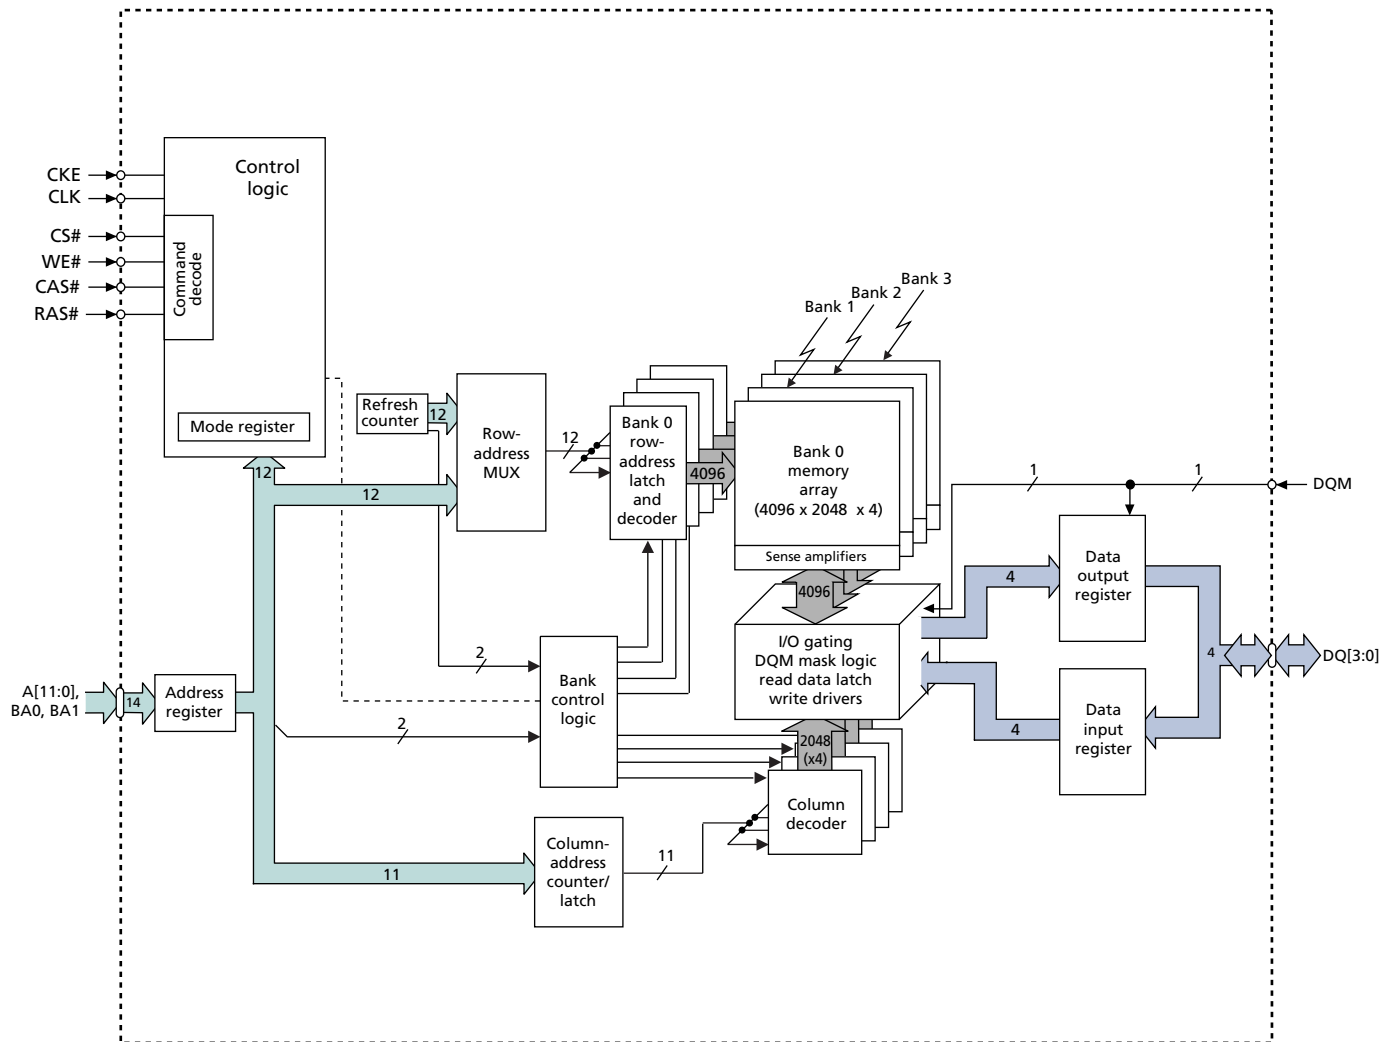 Control
logic
CKE
CLK
CS#
WE#
CAS#
RAS#
Command
decode
Mode register
12
12
Refresh
counter
12
Row-
address
MUX
12
Bank 0
row-
address
latch
and
decoder
4096
Bank 1
Bank 2
Bank 3
Bank 0
memory
array
(4096 x 2048 x 4)
Sense amplifiers
4096
I/O gating
DQM mask logic
read data latch
write drivers
1
1
DQM
Data
output
register
4
4
DQ[3:0]
Data
input
register
4
A[11:0],
BA0, BA1
14
Address
register
2
2
Bank
control
logic
2048
(x4)
Column
decoder
Column-
address
counter/
latch
11
11